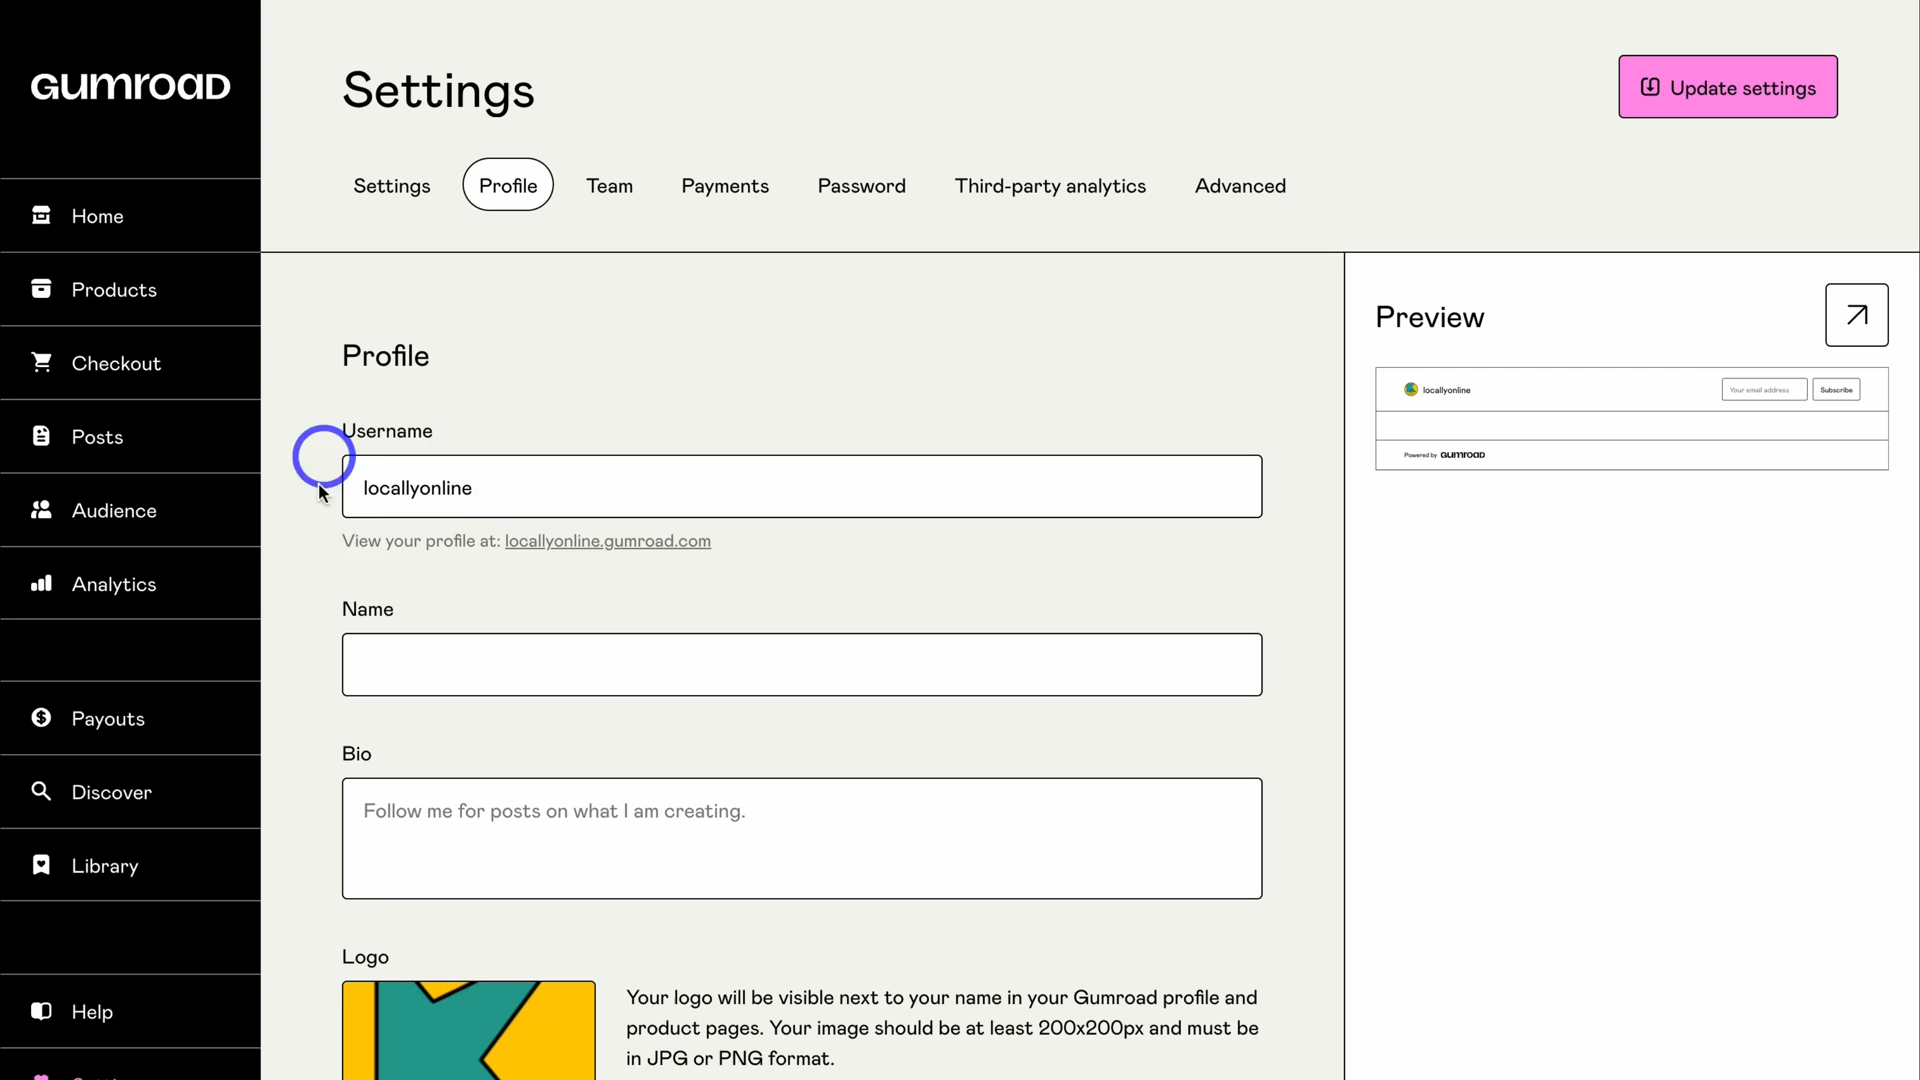 GUMROAD
Home
Products
Checkout
Posts
Audience
Analytics
Payouts
Discover
Library
Help
Settings
Update settings
Settings
Profile
Team
Payments
Password
Third-party analytics
Advanced
Profile
Username
locallyonline
View your profile at: locallyonline.gumroad.com
Name
Bio
Follow me for posts on what I am creating.
Logo
Your logo will be visible next to your name in your Gumroad profile and
product pages. Your image should be at least 200x200px and must be
in JPG or PNG format.
Preview
locallyonline
Your email address
Subscribe
Powered by GUMROAD